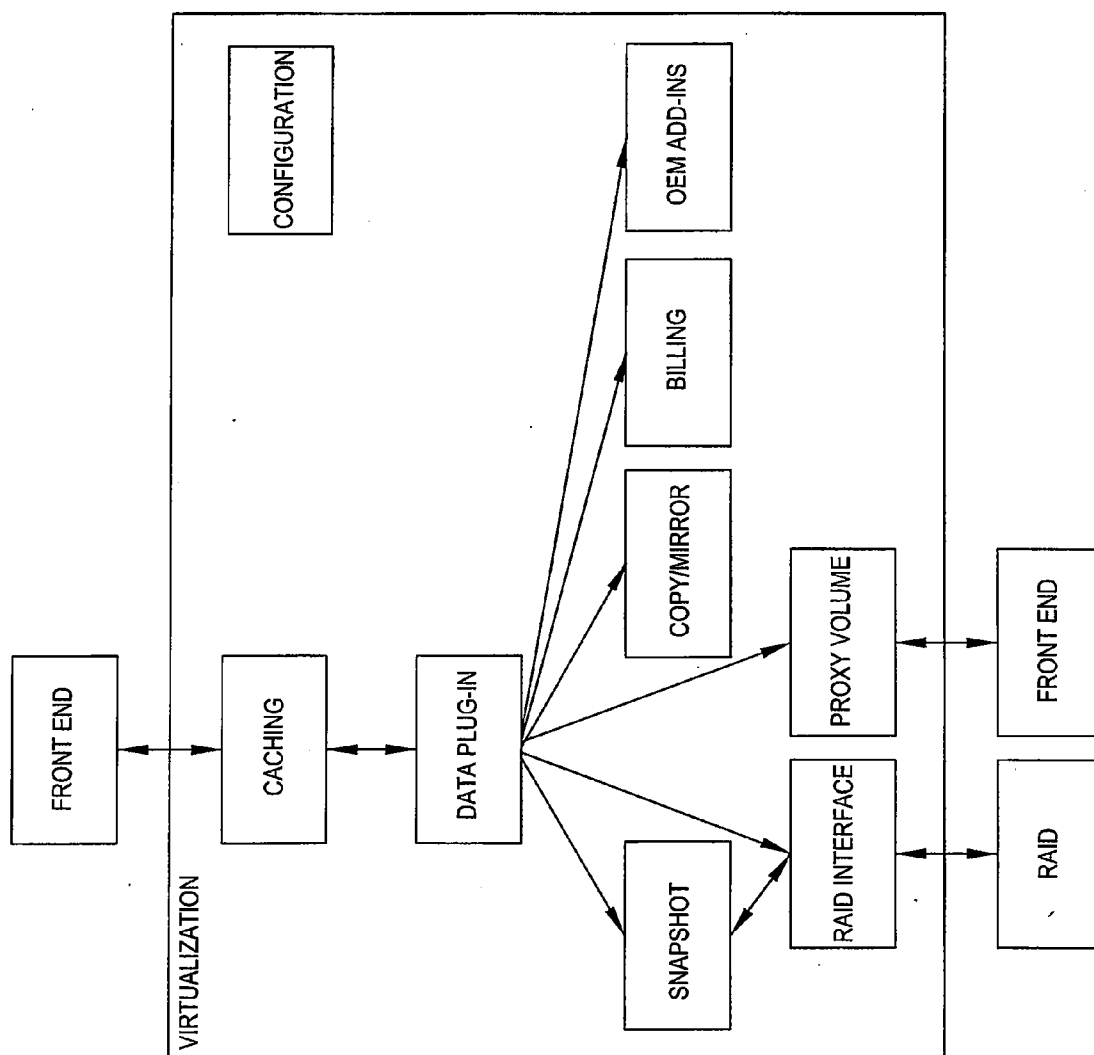 FRONT END
VIRTUALIZATION
CONFIGURATION
CACHING
DATA PLUG-IN
SNAPSHOT
COPY/MIRROR
BILLING
OEM ADD-INS
RAID INTERFACE
PROXY VOLUME
RAID
FRONT END